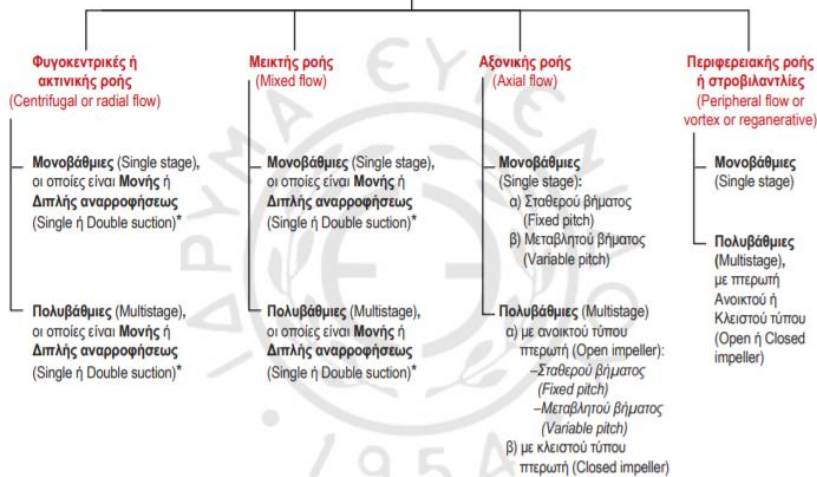 Φυγοκεντρικές ή
ακτινικής ροής
(Centrifugal or radial flow)
Μονοβάθμιες (Single stage),
οι οποίες είναι Μονής ή
Διπλής αναρροφήσεως
(Single ή Double suction)*
Πολυβάθμιες (Multistage),
οι οποίες είναι Μονής ή
Διπλής αναρροφήσεως
(Single ή Double suction)*
Μεικτής ροής
(Mixed flow)
Μονοβάθμιες (Single stage),
οι οποίες είναι Μονής ή
Διπλής αναρροφήσεως
(Single ή Double suction)*
Πολυβάθμιες (Multistage),
οι οποίες είναι Μονής ή
Διπλής αναρροφήσεως
(Single ή Double suction)*
Αξονικής ροής
(Axial flow)
Μονοβάθμιες
(Single stage):
α) Σταθερού βήματος
(Fixed pitch)
β) Μεταβλητού βήματος
(Variable pitch)
Πολυβάθμιες (Multistage)
α) με ανοικτού τύπου
πτερωτή (Open impeller):
–Σταθερού βήματος
(Fixed pitch)
–Μεταβλητού βήματος
(Variable pitch)
β) με κλειστού τύπου
πτερωτή (Closed impeller)
Περιφερειακής ροής
ή στροβιλαντλίες
(Peripheral flow or
vortex or reganerative)
Μονοβάθμιες
(Single stage)
Πολυβάθμιες
(Multistage),
με πτερωτή
Ανοικτού ή
Κλειστού τύπου
(Open ή Closed
impeller)
ΙΔΡΥΜΑ ΕΥΓΕΝΙΔΟΥ
1954